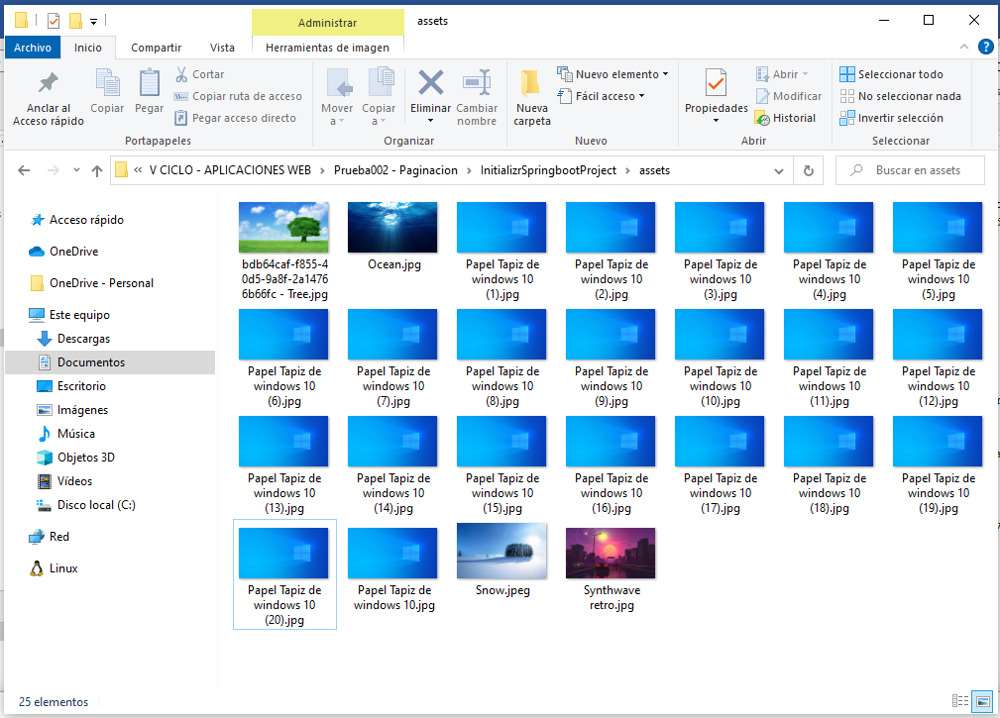 Administrar
assets
Archivo
Inicio
Compartir
Vista
Herramientas de imagen
Anclar al
Acceso rápido
Copiar
Pegar
Cortar
Copiar ruta de acceso
Pegar acceso directo
Portapapeles
Mover
a
Copiar
a
Eliminar
Cambiar
nombre
Organizar
Nueva
carpeta
Nuevo elemento
Fácil acceso
Nuevo
Propiedades
Abrir
Modificar
Historial
Abrir
Seleccionar todo
No seleccionar nada
Invertir selección
Seleccionar
« V CICLO - APLICACIONES WEB > Prueba002 - Paginacion > InitializrSpringbootProject > assets
Buscar en assets
Acceso rápido
OneDrive
OneDrive - Personal
Este equipo
Descargas
Documentos
Escritorio
Imágenes
Música
Objetos 3D
Vídeos
Disco local (C:)
Red
Linux
bdb64caf-f855-4
0d5-9a8f-2a1476
6b66fc - Tree.jpg
Ocean.jpg
Papel Tapiz de
windows 10
(1).jpg
Papel Tapiz de
windows 10
(2).jpg
Papel Tapiz de
windows 10
(3).jpg
Papel Tapiz de
windows 10
(4).jpg
Papel Tapiz de
windows 10
(5).jpg
Papel Tapiz de
windows 10
(6).jpg
Papel Tapiz de
windows 10
(7).jpg
Papel Tapiz de
windows 10
(8).jpg
Papel Tapiz de
windows 10
(9).jpg
Papel Tapiz de
windows 10
(10).jpg
Papel Tapiz de
windows 10
(11).jpg
Papel Tapiz de
windows 10
(12).jpg
Papel Tapiz de
windows 10
(13).jpg
Papel Tapiz de
windows 10
(14).jpg
Papel Tapiz de
windows 10
(15).jpg
Papel Tapiz de
windows 10
(16).jpg
Papel Tapiz de
windows 10
(17).jpg
Papel Tapiz de
windows 10
(18).jpg
Papel Tapiz de
windows 10
(19).jpg
Papel Tapiz de
windows 10
(20).jpg
Papel Tapiz de
windows 10.jpg
Snow.jpeg
Synthwave
retro.jpg
25 elementos